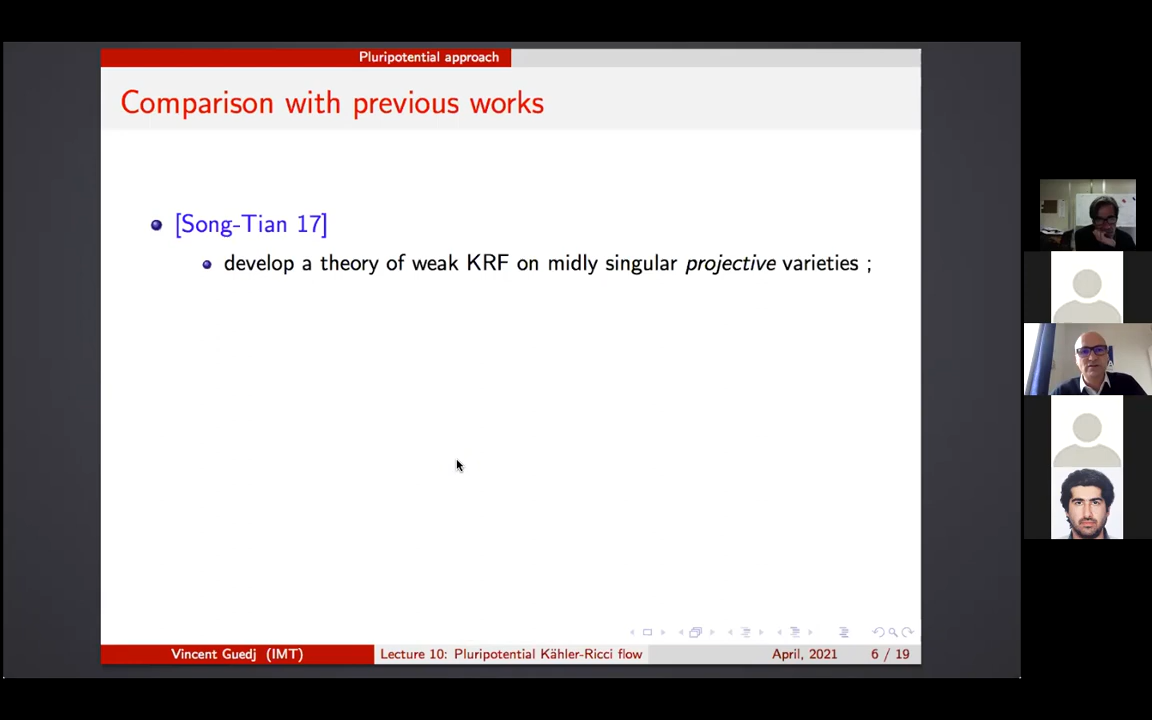 Pluripotential approach
Comparison with previous works
[Song-Tian 17]
develop a theory of weak KRF on midly singular projective varieties ;
Vincent Guedj (IMT) Lecture 10: Pluripotential Kähler-Ricci flow April, 2021 6 / 19